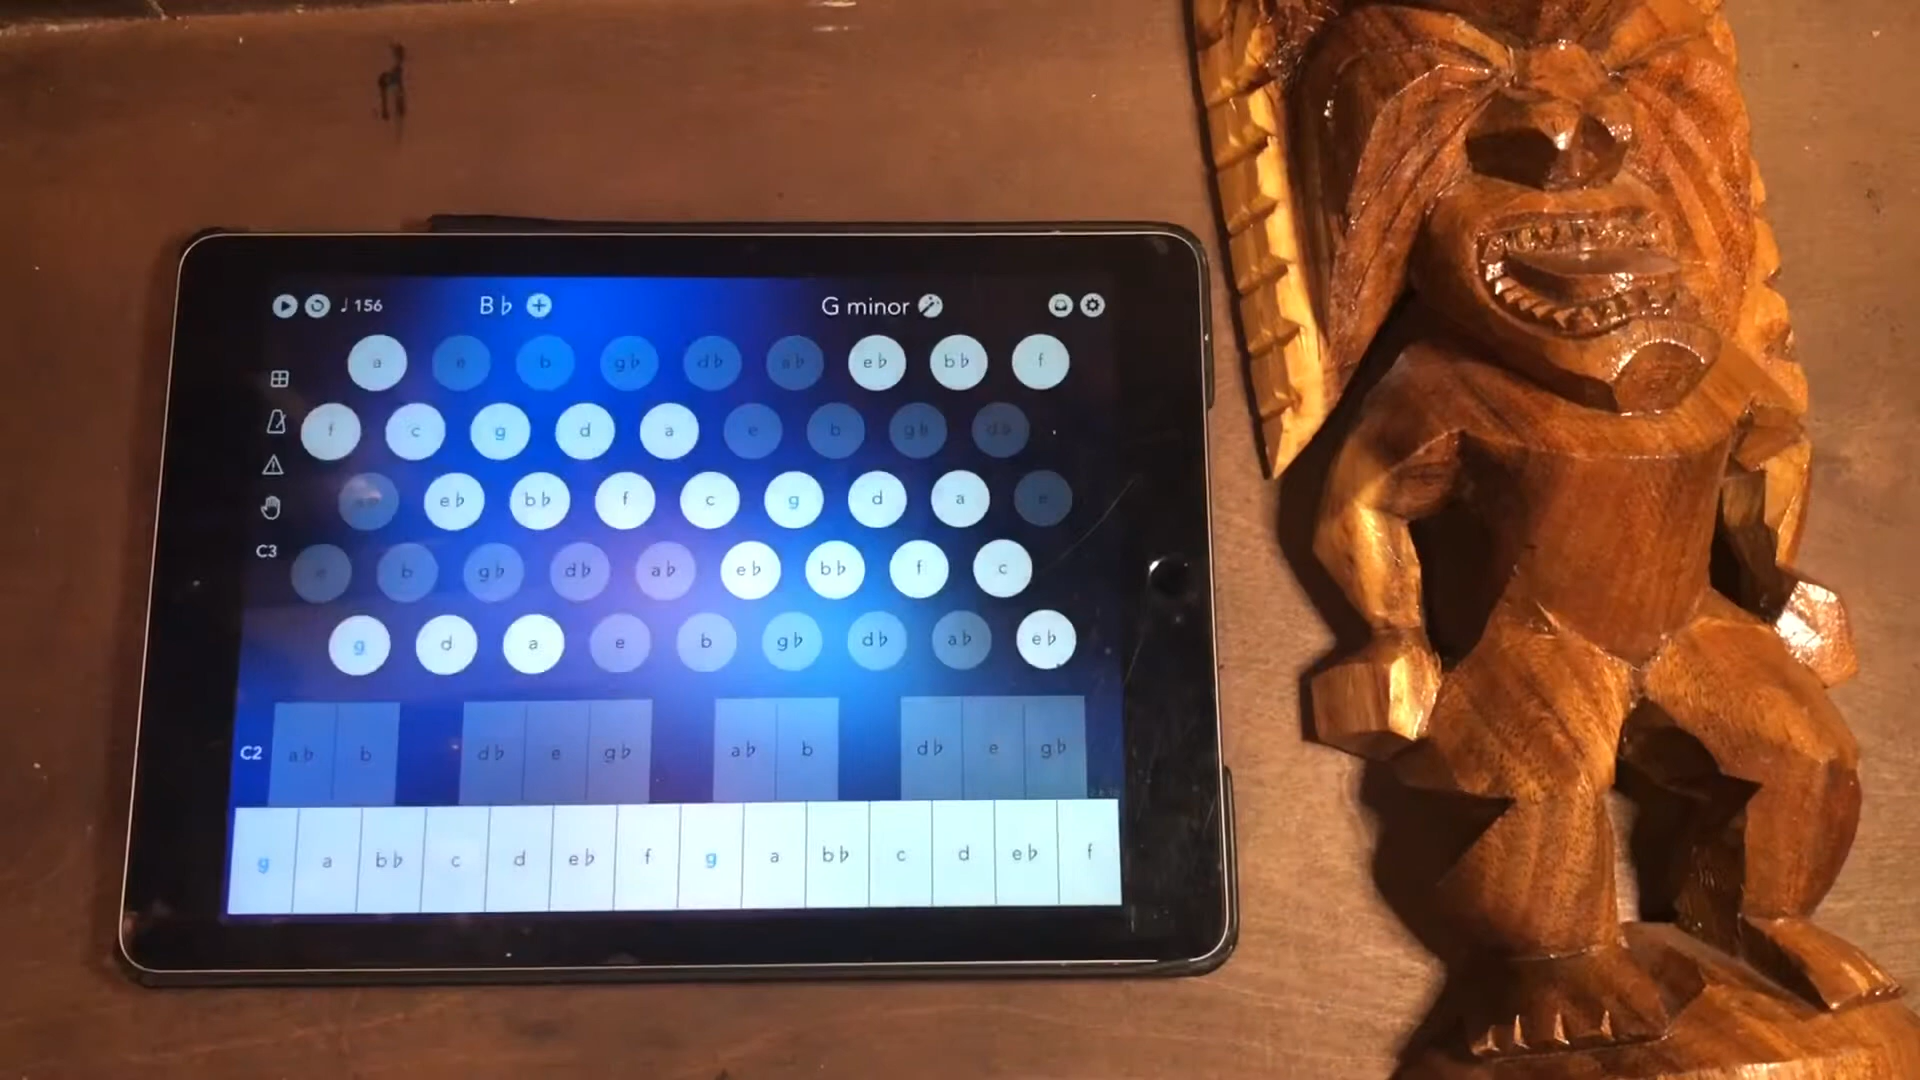 ♩ 156 B♭ + G minor
a e b g♭ d♭ a♭ e♭ b♭ f
f c g d a e b g♭ d♭
e♭ b♭ f c g d a e
C3
e b g♭ d♭ a♭ e♭ b♭ f c
g d a e b g♭ d♭ a♭ e♭
C2 a♭ b d♭ e g♭ a♭ b d♭ e g♭
g a b♭ c d e♭ f g a b♭ c d e♭ f